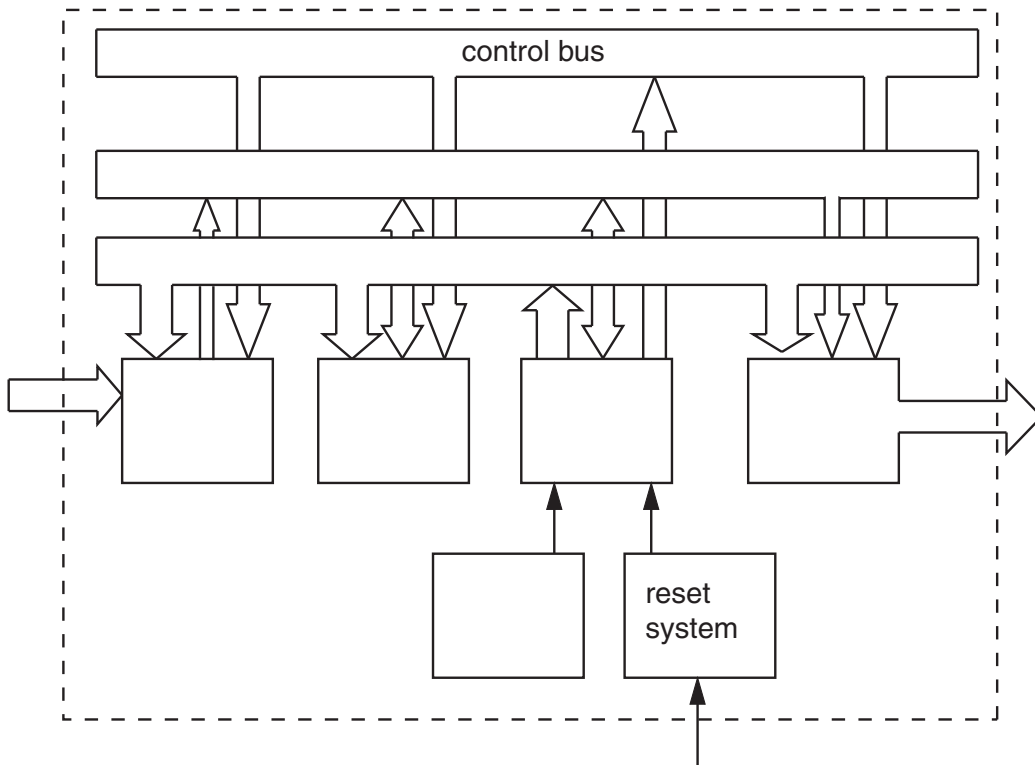 control bus
reset
system